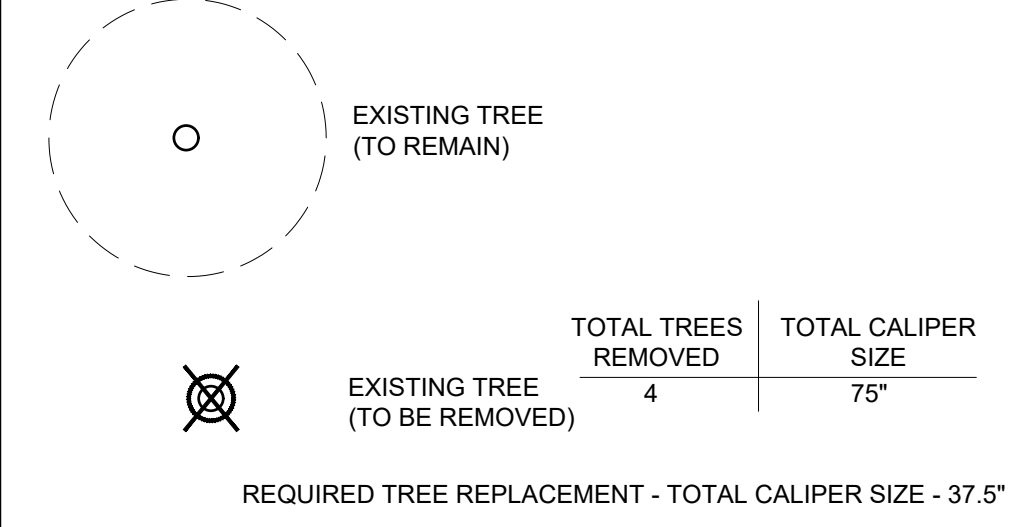 EXISTING TREE
(TO REMAIN)
TOTAL TREES
REMOVED
TOTAL CALIPER
SIZE
EXISTING TREE
(TO BE REMOVED)
4
75"
REQUIRED TREE REPLACEMENT - TOTAL CALIPER SIZE - 37.5"